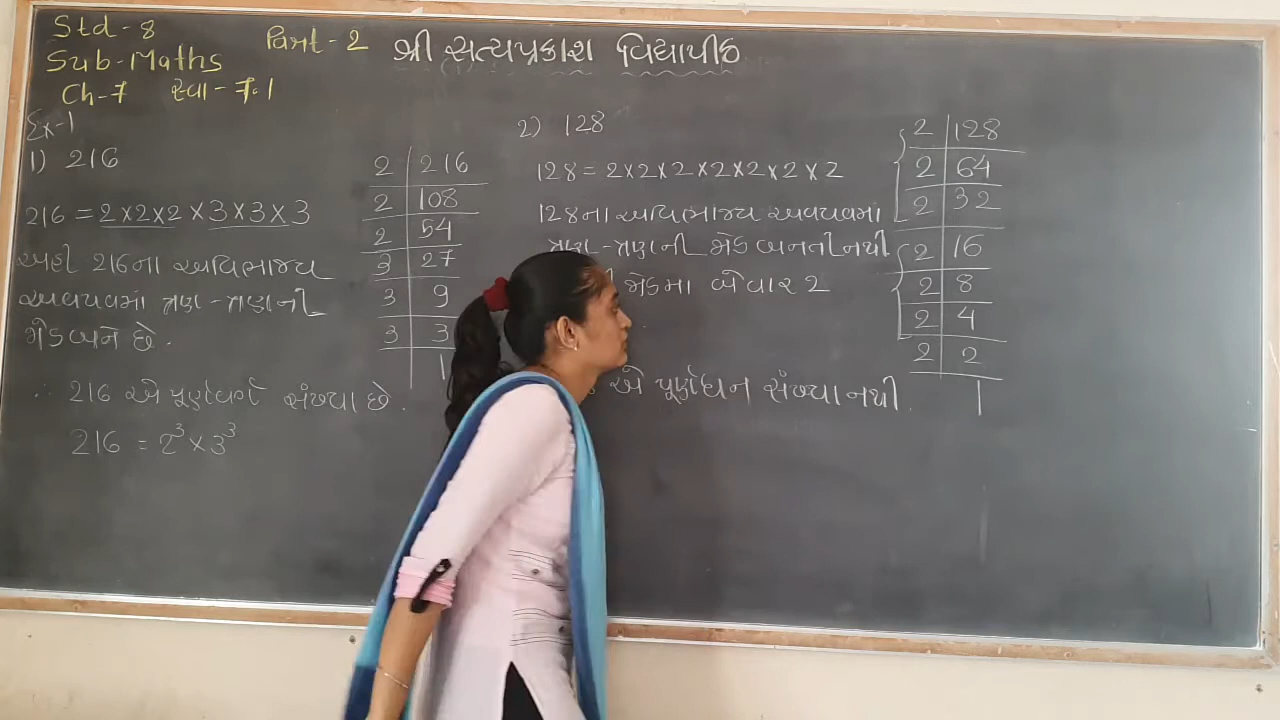 Std-8
Sub-Maths
Ch-7 સ્વા-7.1
વિભાગ-2
શ્રી સત્યપ્રકાશ વિદ્યાપીઠ
Ex-1
1) 216
216 = 2×2×2×3×3×3
અહીં 216ના અવિભાજ્ય
અવયવમાં ત્રણ-ત્રણની
જોડ બને છે.
∴ 216 એ પૂર્ણઘન સંખ્યા છે.
216 = 2³×3³
2 | 216
2 | 108
2 | 54
3 | 27
3 | 9
3 | 3
1
2) 128
128 = 2×2×2×2×2×2×2
128ના અવિભાજ્ય અવયવમાં
ત્રણ-ત્રણની જોડ બનતી નથી
જોડમાં બેવાર 2
એ પૂર્ણઘન સંખ્યા નથી.
2 | 128
2 | 64
2 | 32
2 | 16
2 | 8
2 | 4
2 | 2
1